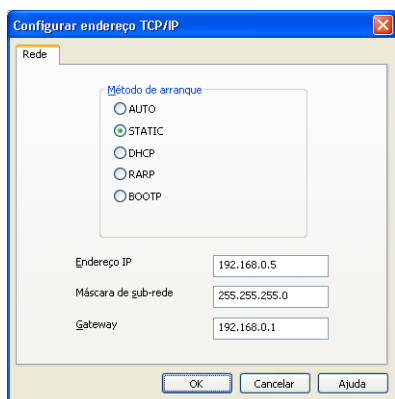 Configurar endereço TCP/IP
Rede
Método de arranque
AUTO
STATIC
DHCP
RARP
BOOTP
Endereço IP 192.168.0.5
Máscara de sub-rede 255.255.255.0
Gateway 192.168.0.1
OK Cancelar Ajuda